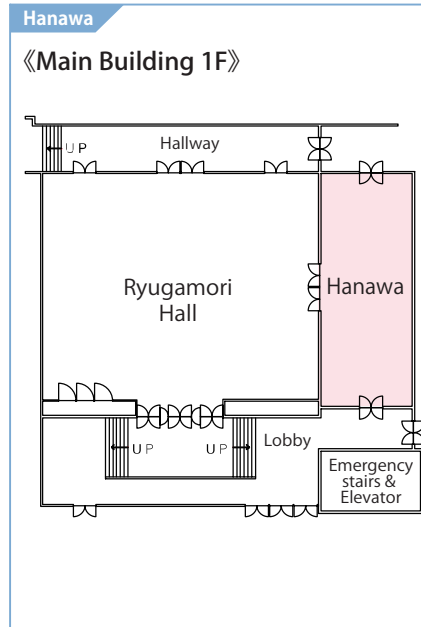 Hanawa
《Main Building 1F》
Hallway
UP
Ryugamori
Hall
Hanawa
Lobby
UP
UP
Emergency
stairs &
Elevator